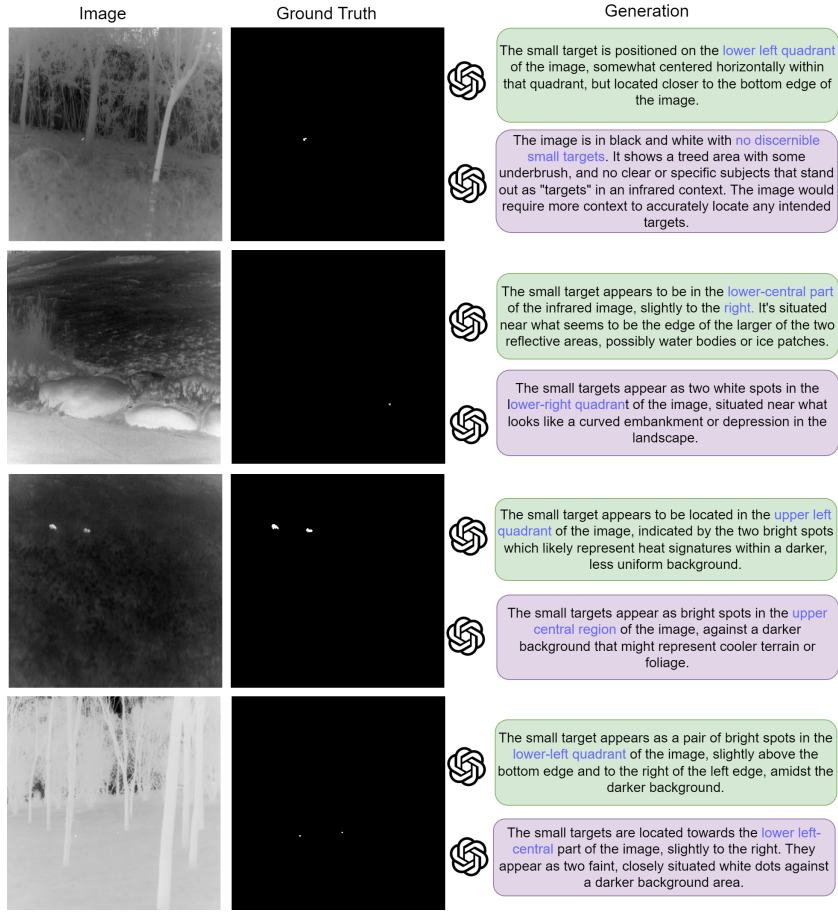 Image
Ground Truth
Generation
The small target is positioned on the lower left quadrant
of the image, somewhat centered horizontally within
that quadrant, but located closer to the bottom edge of
the image.
The image is in black and white with no discernible
small targets. It shows a treed area with some
underbrush, and no clear or specific subjects that stand
out as "targets" in an infrared context. The image would
require more context to accurately locate any intended
targets.
The small target appears to be in the lower-central part
of the infrared image, slightly to the right. It's situated
near what seems to be the edge of the larger of the two
reflective areas, possibly water bodies or ice patches.
The small targets appear as two white spots in the
lower-right quadrant of the image, situated near what
looks like a curved embankment or depression in the
landscape.
The small target appears to be located in the upper left
quadrant of the image, indicated by the two bright spots
which likely represent heat signatures within a darker,
less uniform background.
The small targets appear as bright spots in the upper
central region of the image, against a darker
background that might represent cooler terrain or
foliage.
The small target appears as a pair of bright spots in the
lower-left quadrant of the image, slightly above the
bottom edge and to the right of the left edge, amidst the
darker background.
The small targets are located towards the lower left-
central part of the image, slightly to the right. They
appear as two faint, closely situated white dots against
a darker background area.